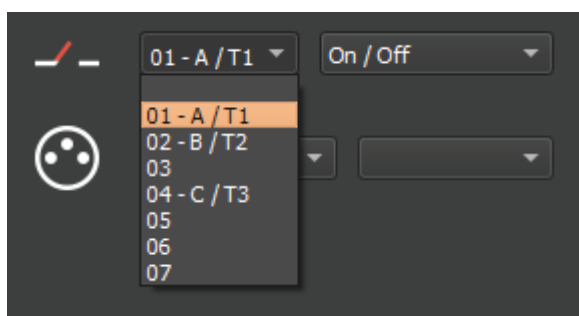 01 - A / T1 On / Off
01 - A / T1
02 - B / T2
03
04 - C / T3
05
06
07